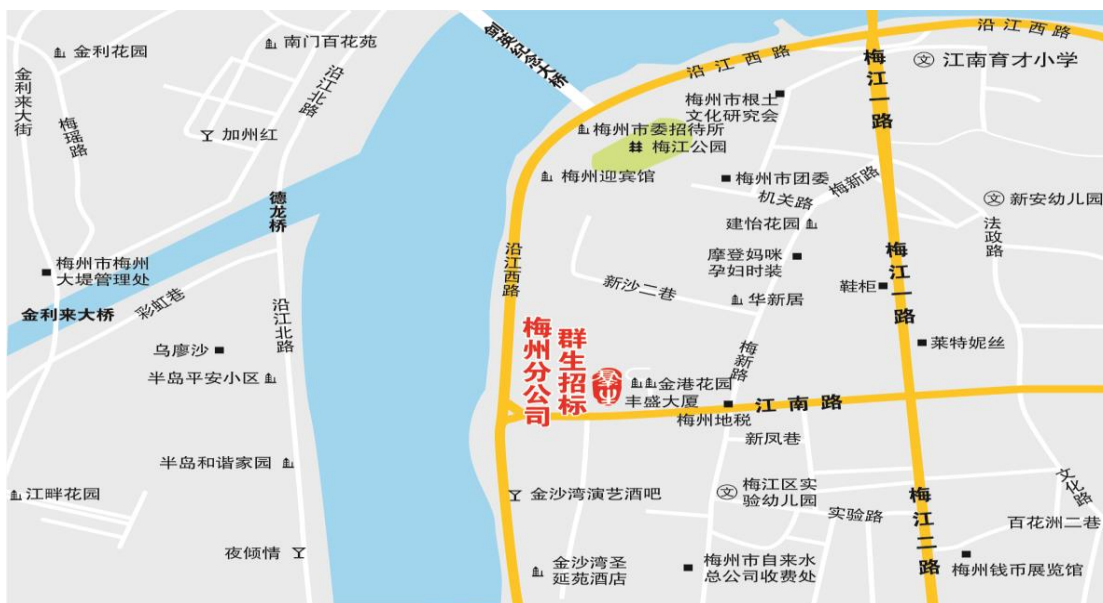 金利花园
南门百花苑
剑英纪念大桥
沿江西路
沿江西路
江南育才小学
金利来大街
梅瑶路
沿江北路
加州红
梅江一路
梅州市根土
文化研究会
梅州市委招待所
梅江公园
梅州迎宾馆
梅州市团委
机关路
梅新路
新安幼儿园
德龙桥
建怡花园
法政路
梅州市梅州
大堤管理处
沿江西路
摩登妈咪
孕妇时装
新沙二巷
华新居
鞋柜
梅江一路
金利来大桥
彩虹巷
沿江北路
乌廖沙
半岛平安小区
群生招标
梅州分公司
金港花园
丰盛大厦
梅新路
莱特妮丝
江南路
梅州地税
新凤巷
半岛和谐家园
江畔花园
金沙湾演艺酒吧
梅江区实
验幼儿园
实验路
梅江二路
文化路
百花洲二巷
夜倾情
金沙湾圣
延苑酒店
梅州市自来水
总公司收费处
梅州钱币展览馆
文
文
文